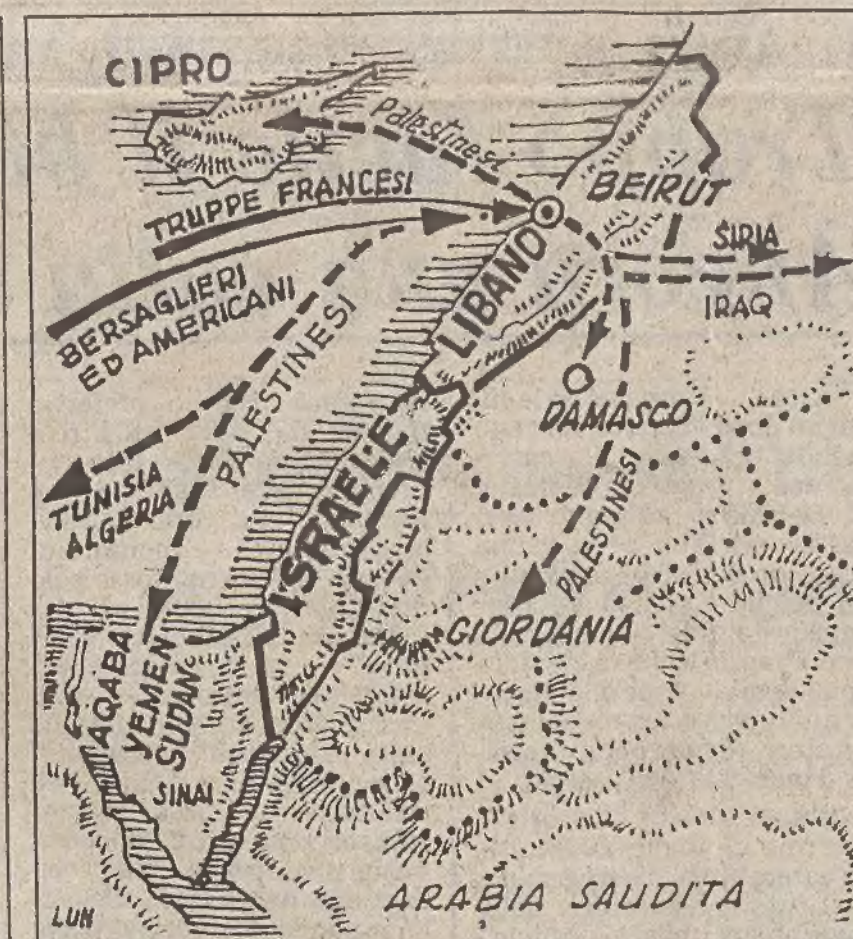 CIPRO
Palestinesi
TRUPPE FRANCESI
BEIRUT
SIRIA
IRAQ
BERSAGLIERI
ED AMERICANI
LIBANO
PALESTINESI
DAMASCO
TUNISIA
ALGERIA
ISRAELE
PALESTINESI
GIORDANIA
AQABA
YEMEN
SUDAN
SINAI
ARABIA SAUDITA
LUN